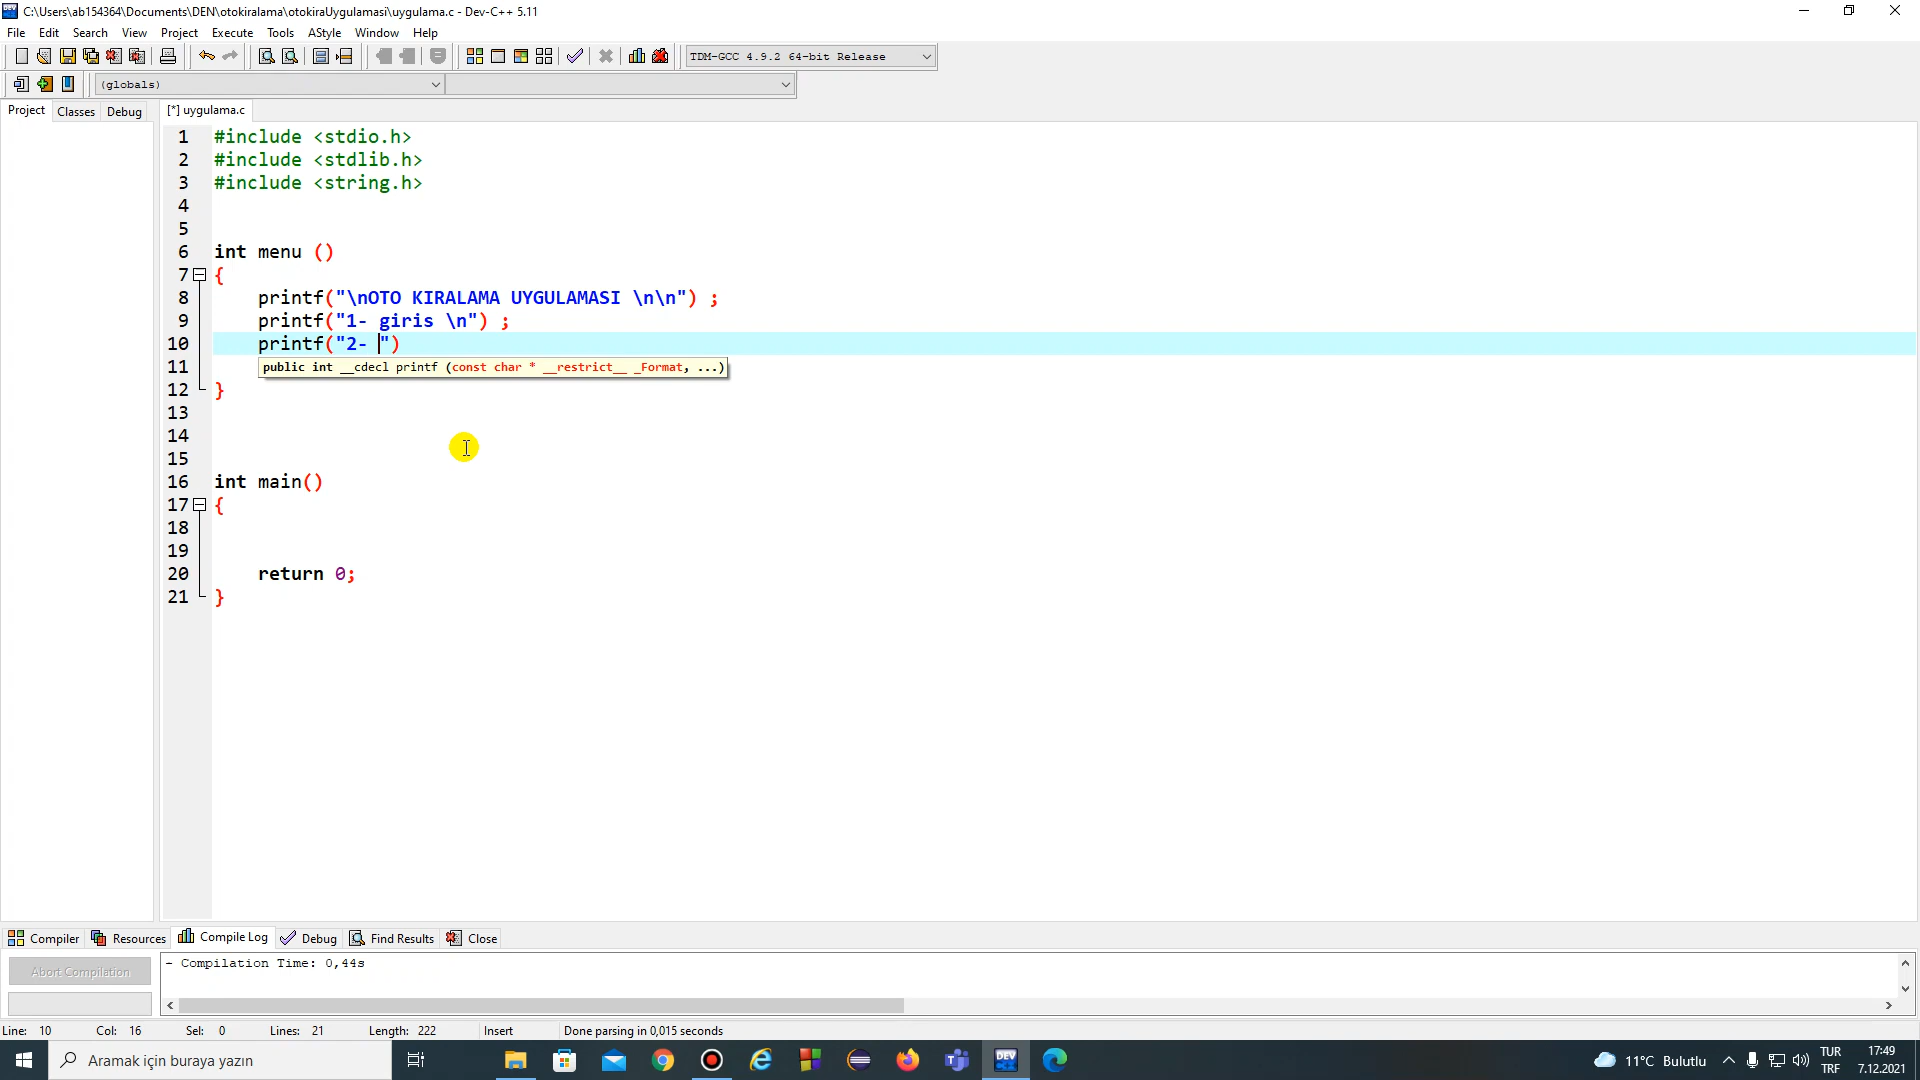 C:\Users\ab154364\Documents\DEN\otokiralama\otokiraUygulamasi\uygulama.c - Dev-C++ 5.11
File Edit Search View Project Execute Tools AStyle Window Help
TDM-GCC 4.9.2 64-bit Release
(globals)
Project Classes Debug [*] uygulama.c
1 #include <stdio.h>
2 #include <stdlib.h>
3 #include <string.h>
4
5
6 int menu ()
7 {
8 printf("\nOTO KIRALAMA UYGULAMASI \n\n") ;
9 printf("1- giris \n") ;
10 printf("2- ")
11 public int __cdecl printf (const char * __restrict__ _Format, ...)
12 }
13
14
15
16 int main()
17 {
18
19
20 return 0;
21 }
Compiler Resources Compile Log Debug Find Results Close
Abort Compilation
- Compilation Time: 0,44s
Line: 10 Col: 16 Sel: 0 Lines: 21 Length: 222 Insert Done parsing in 0,015 seconds
Aramak için buraya yazın
DEV
11°C Bulutlu
TUR
TRF
17:49
7.12.2021